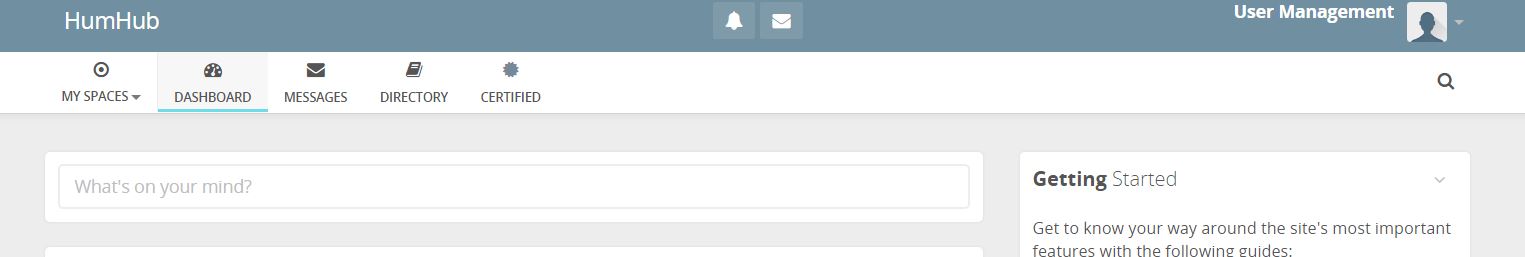 HumHub
User Management
MY SPACES
DASHBOARD
MESSAGES
DIRECTORY
CERTIFIED
What's on your mind?
Getting Started
Get to know your way around the site's most important
features with the following guides: